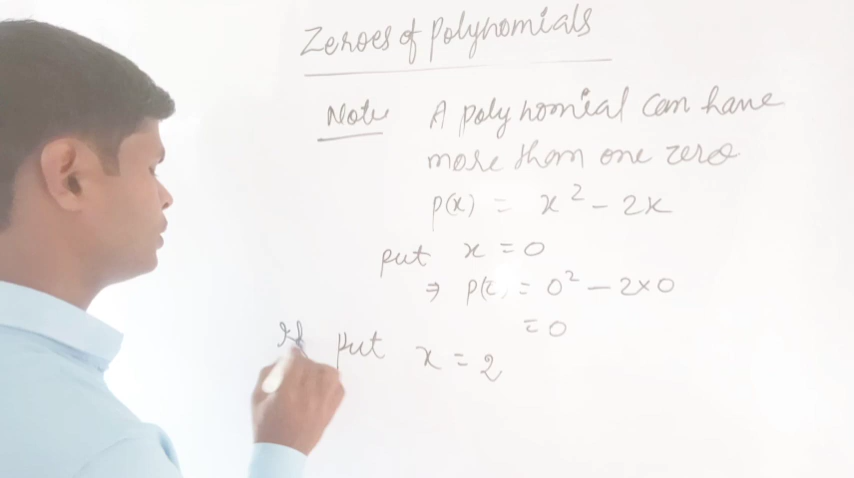 Zeroes of Polynomials
Note A polynomial can have
more than one zero
p(x) = x² - 2x
put x = 0
⇒ p( ) = 0² - 2×0
= 0
If put x = 2